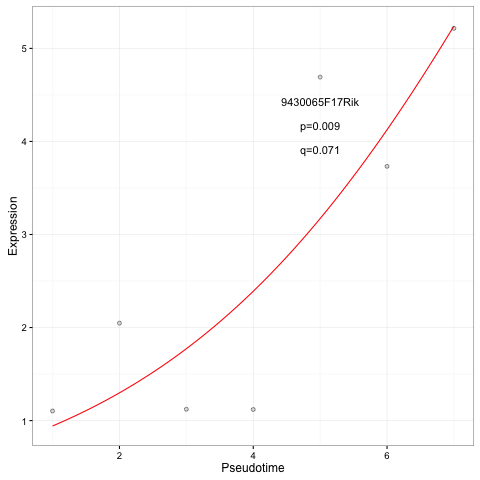 5
9430065F17Rik
p=0.009
4
q=0.071
Expression
3
2
1
2
4
6
Pseudotime